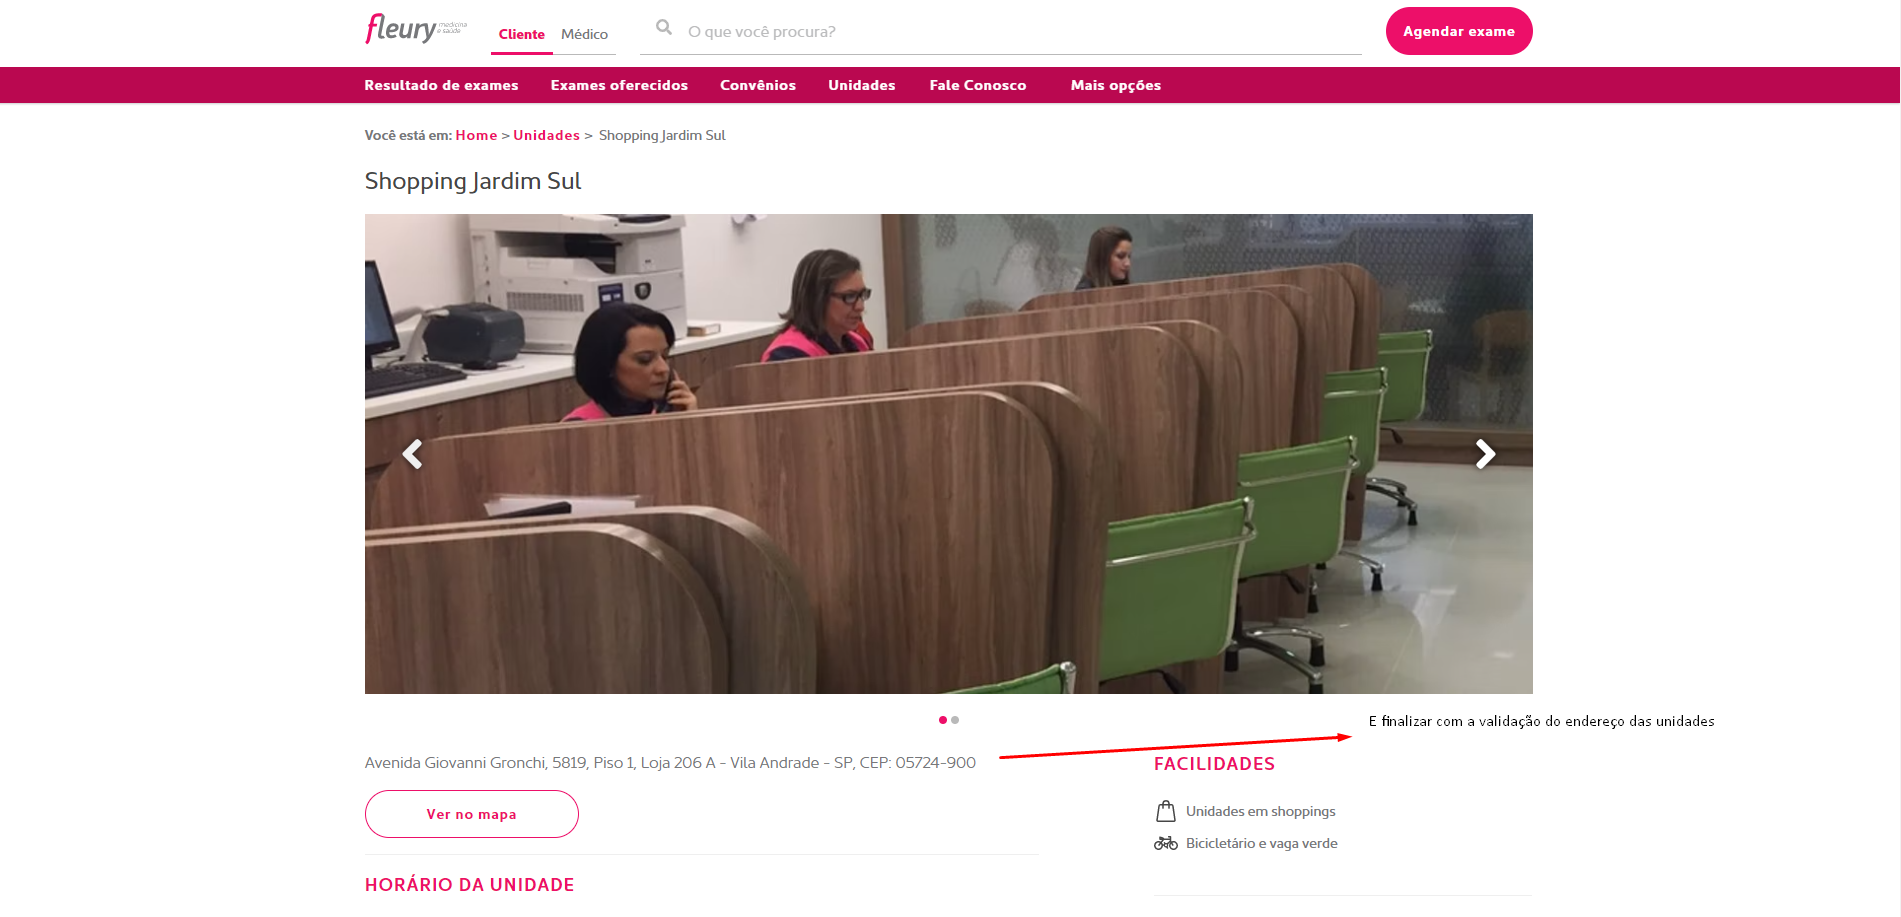 fleury medicina e saúde
Cliente Médico
O que você procura?
Agendar exame
Resultado de exames Exames oferecidos Convênios Unidades Fale Conosco Mais opções
Você está em: Home > Unidades > Shopping Jardim Sul
Shopping Jardim Sul
E finalizar com a validação do endereço das unidades
Avenida Giovanni Gronchi, 5819, Piso 1, Loja 206 A - Vila Andrade - SP, CEP: 05724-900
Ver no mapa
HORÁRIO DA UNIDADE
FACILIDADES
Unidades em shoppings
Bicicletário e vaga verde